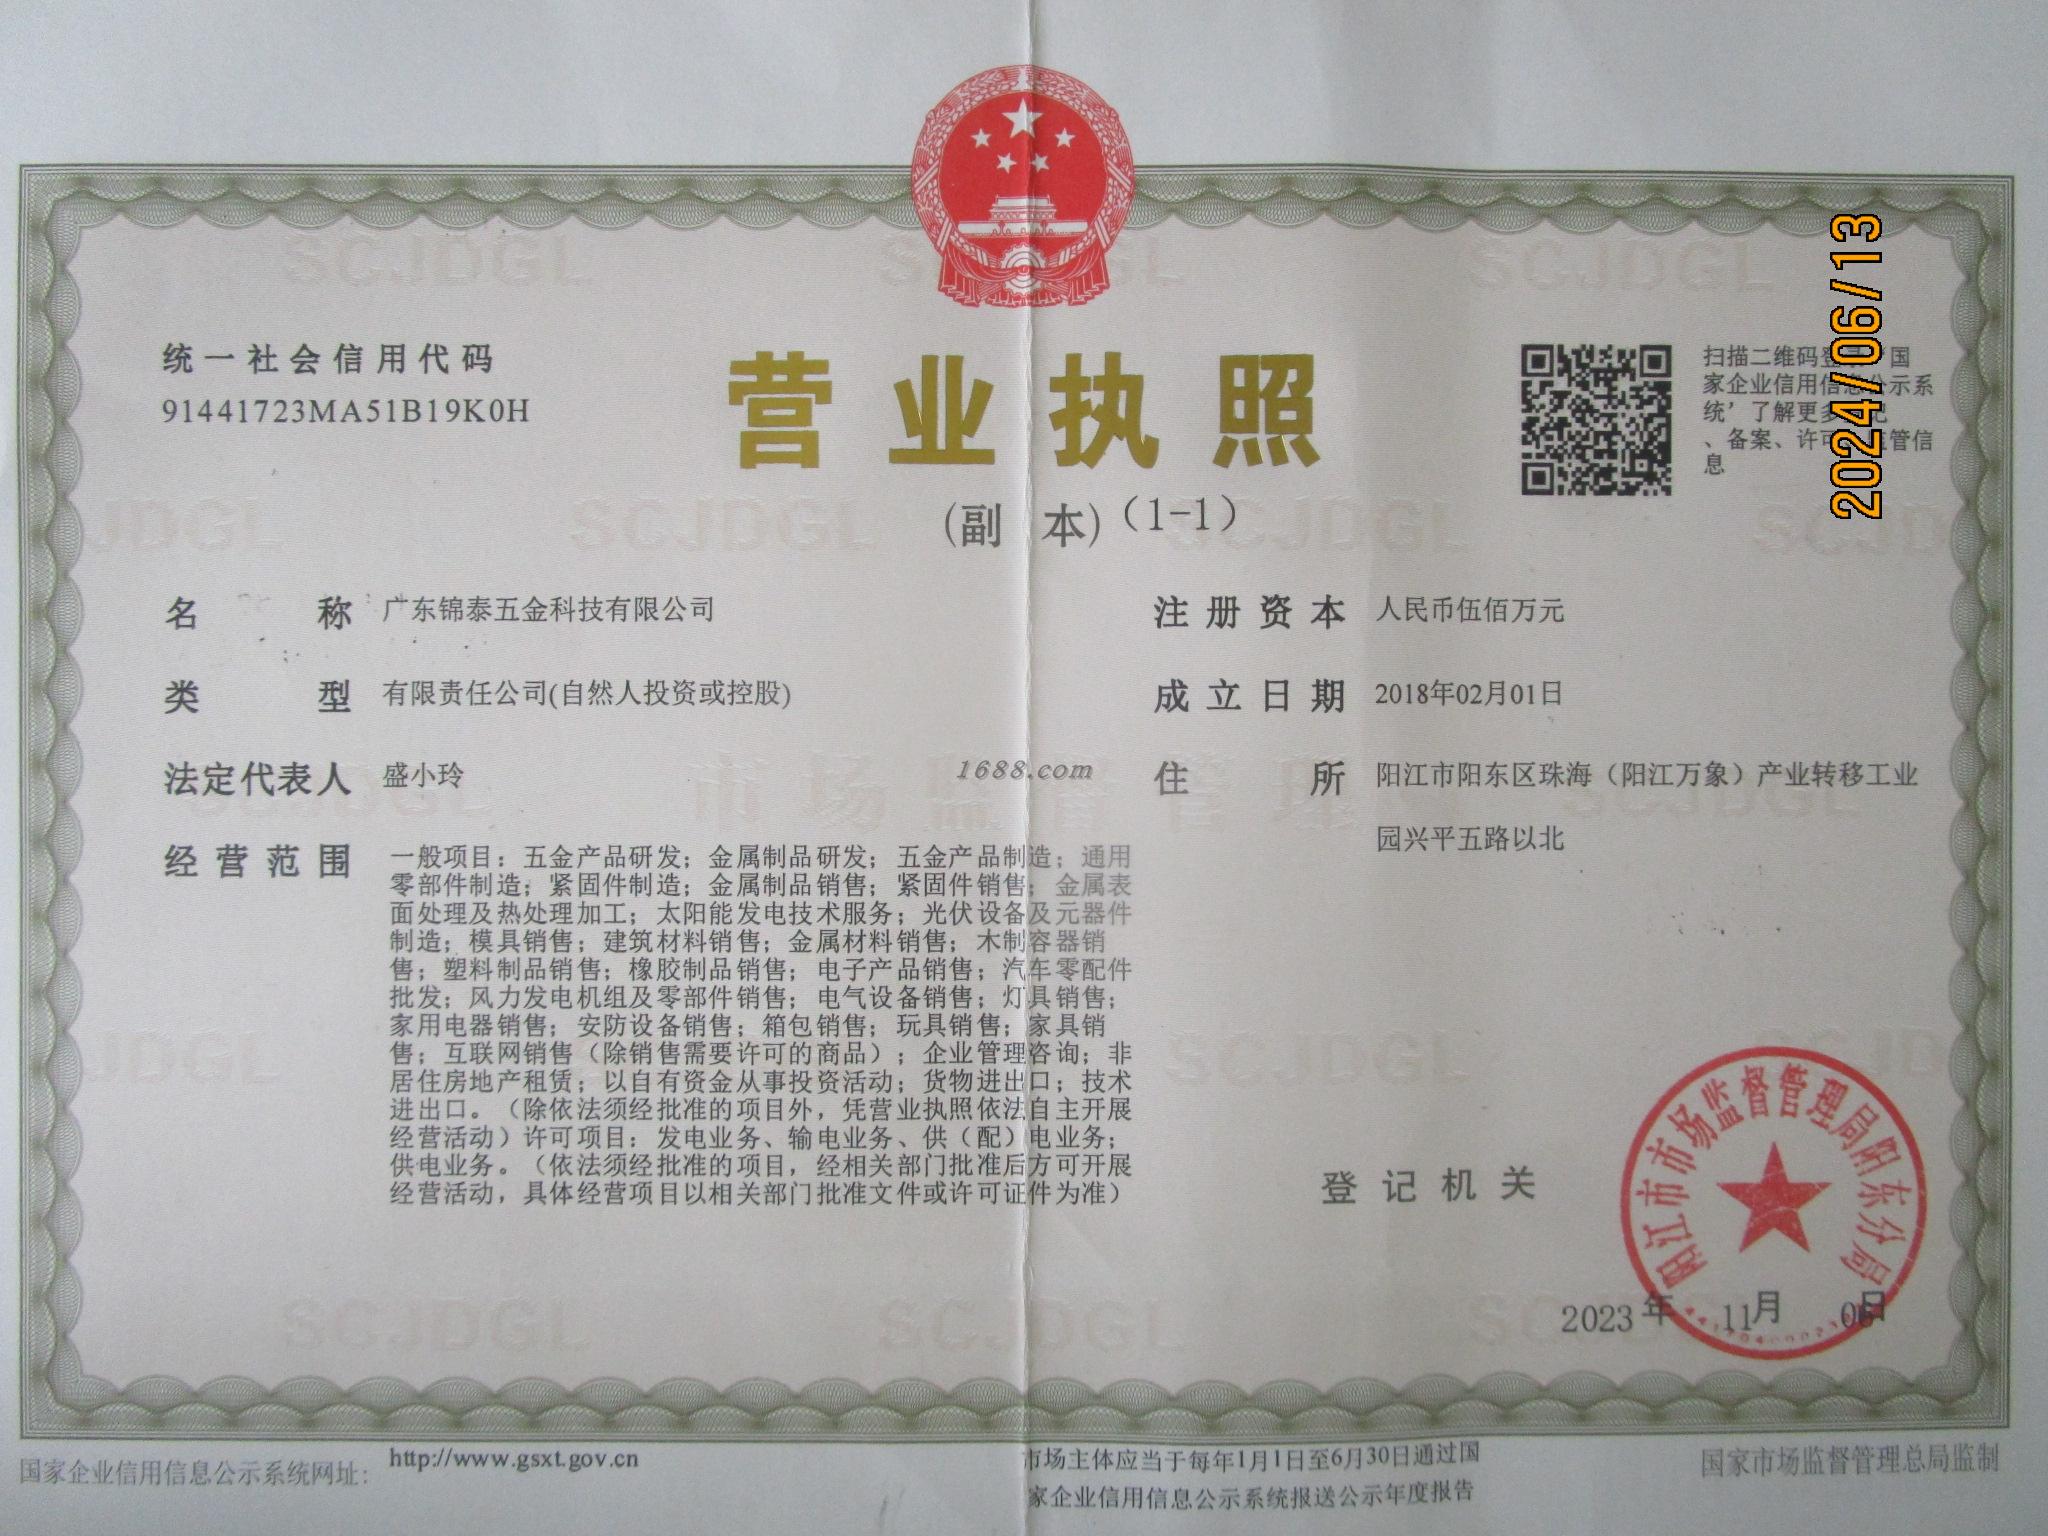 2024/06/13
统一社会信用代码
91441723MA51B19K0H
营业执照
(副 本)（1-1）
扫描二维码登录‘国
家企业信用信息公示系
统’了解更多登记
、备案、许可、监管信
息
名 称 广东锦泰五金科技有限公司
类 型 有限责任公司(自然人投资或控股)
法定代表人 盛小玲
经营范围 一般项目：五金产品研发；金属制品研发；五金产品制造；通用
零部件制造；紧固件制造；金属制品销售；紧固件销售；金属表
面处理及热处理加工；太阳能发电技术服务；光伏设备及元器件
制造；模具销售；建筑材料销售；金属材料销售；木制容器销
售；塑料制品销售；橡胶制品销售；电子产品销售；汽车零配件
批发；风力发电机组及零部件销售；电气设备销售；灯具销售；
家用电器销售；安防设备销售；箱包销售；玩具销售；家具销
售；互联网销售（除销售需要许可的商品）；企业管理咨询；非
居住房地产租赁；以自有资金从事投资活动；货物进出口；技术
进出口。（除依法须经批准的项目外，凭营业执照依法自主开展
经营活动）许可项目：发电业务、输电业务、供（配）电业务；
供电业务。（依法须经批准的项目，经相关部门批准后方可开展
经营活动，具体经营项目以相关部门批准文件或许可证件为准）
1688.com
注册资本 人民币伍佰万元
成立日期 2018年02月01日
住 所 阳江市阳东区珠海（阳江万象）产业转移工业
园兴平五路以北
登记机关
阳江市市场监督管理局阳东分局
2023 年 11月 06日
国家企业信用信息公示系统网址： http://www.gsxt.gov.cn
市场主体应当于每年1月1日至6月30日通过国
家企业信用信息公示系统报送公示年度报告
国家市场监督管理总局监制